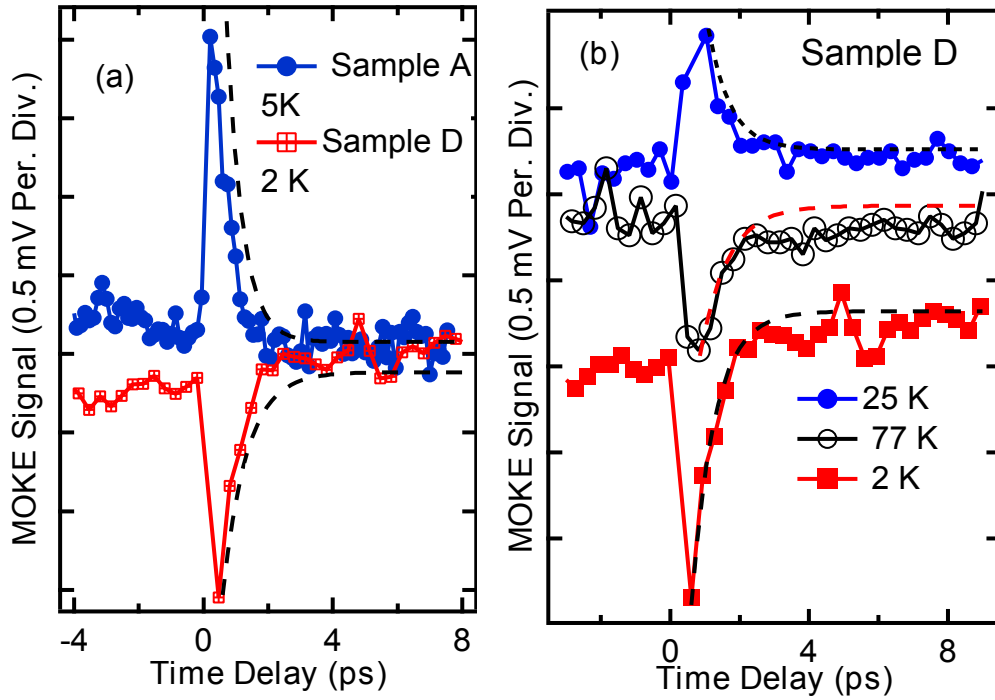 (a)
Sample A
5K
Sample D
2 K
MOKE Signal (0.5 mV Per. Div.)
-4
0
4
8
Time Delay (ps)
(b)
Sample D
MOKE Signal (0.5 mV Per. Div.)
25 K
77 K
2 K
0
4
8
Time Delay (ps)